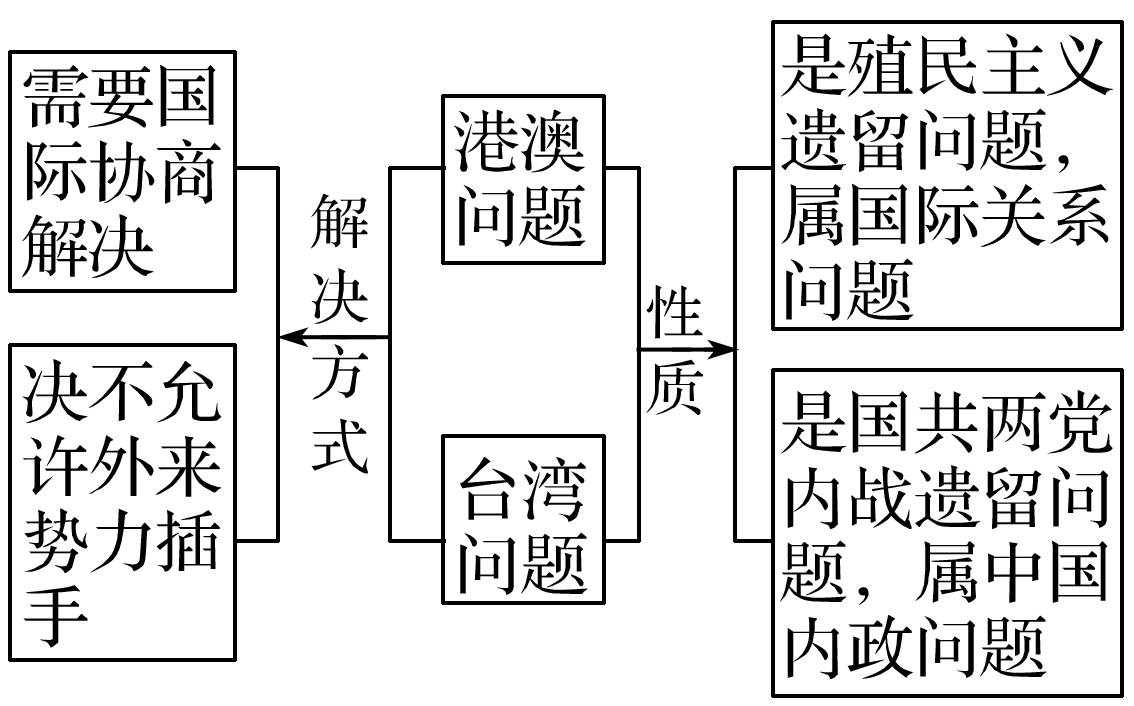 需要国
际协商
解决
决不允
许外来
势力插
手
解
决
方
式
港澳
问题
台湾
问题
性
质
是殖民主义
遗留问题，
属国际关系
问题
是国共两党
内战遗留问
题，属中国
内政问题